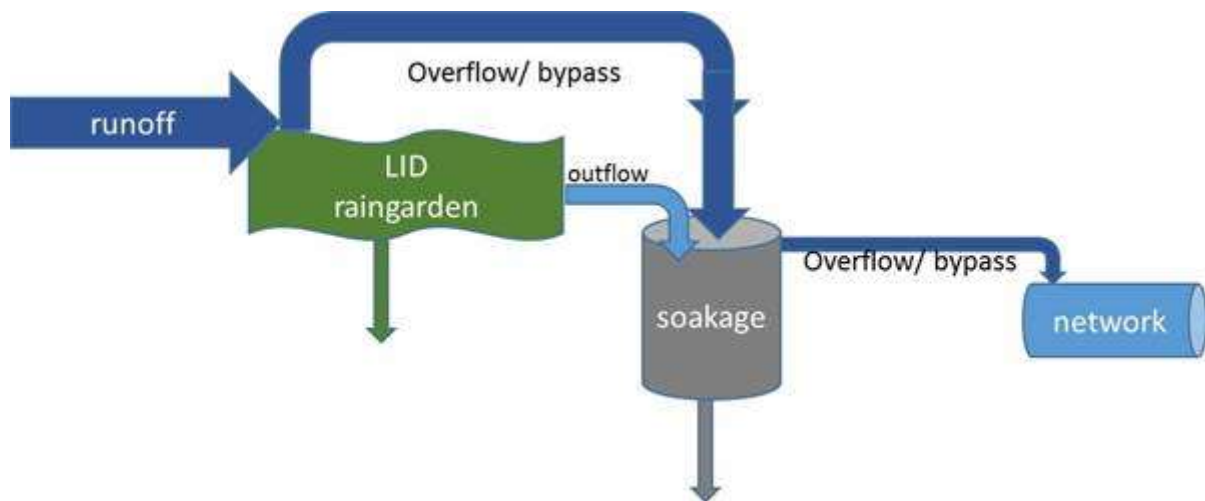 Overflow/ bypass
runoff
LID
raingarden
outflow
Overflow/ bypass
soakage
network